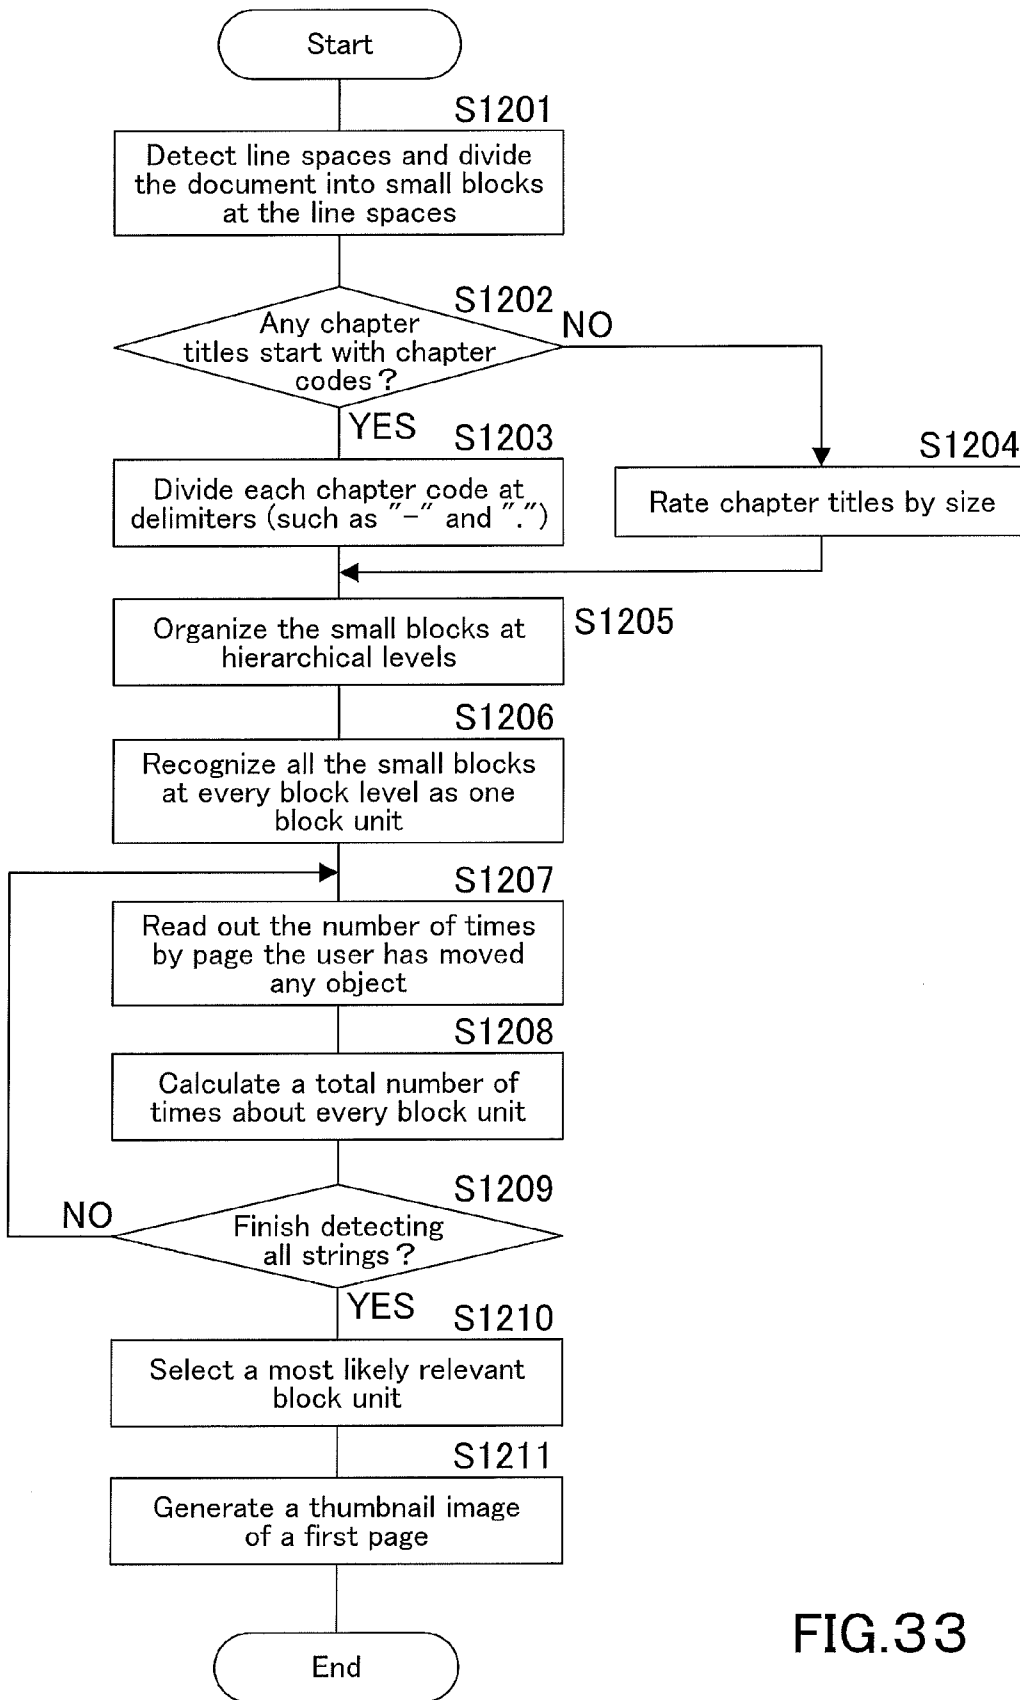 Start
S1201
Detect line spaces and divide
the document into small blocks
at the line spaces
S1202
Any chapter
titles start with chapter
codes?
NO
YES
S1203
Divide each chapter code at
delimiters (such as "-" and ".")
S1204
Rate chapter titles by size
Organize the small blocks at
hierarchical levels
S1205
S1206
Recognize all the small blocks
at every block level as one
block unit
S1207
Read out the number of times
by page the user has moved
any object
S1208
Calculate a total number of
times about every block unit
S1209
NO
Finish detecting
all strings?
YES
S1210
Select a most likely relevant
block unit
S1211
Generate a thumbnail image
of a first page
End
FIG.33